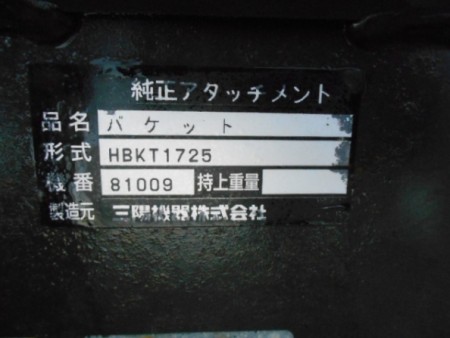 純正アタッチメント
品名 バケット
形式 HBKT1725
機番 81009 持上重量
製造元 三陽機器株式会社